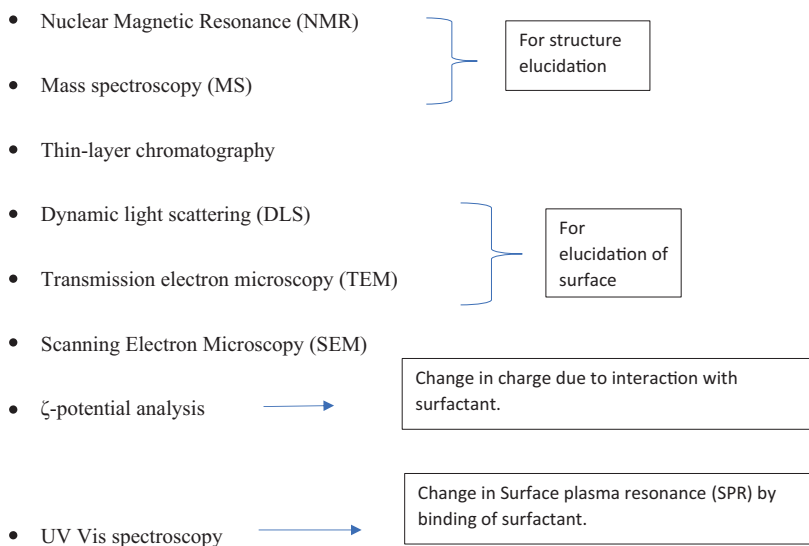 • Nuclear Magnetic Resonance (NMR)
For structure
elucidation
• Mass spectroscopy (MS)
• Thin-layer chromatography
• Dynamic light scattering (DLS)
For
elucidation of
surface
• Transmission electron microscopy (TEM)
• Scanning Electron Microscopy (SEM)
Change in charge due to interaction with
surfactant.
• ζ-potential analysis
Change in Surface plasma resonance (SPR) by
binding of surfactant.
• UV Vis spectroscopy